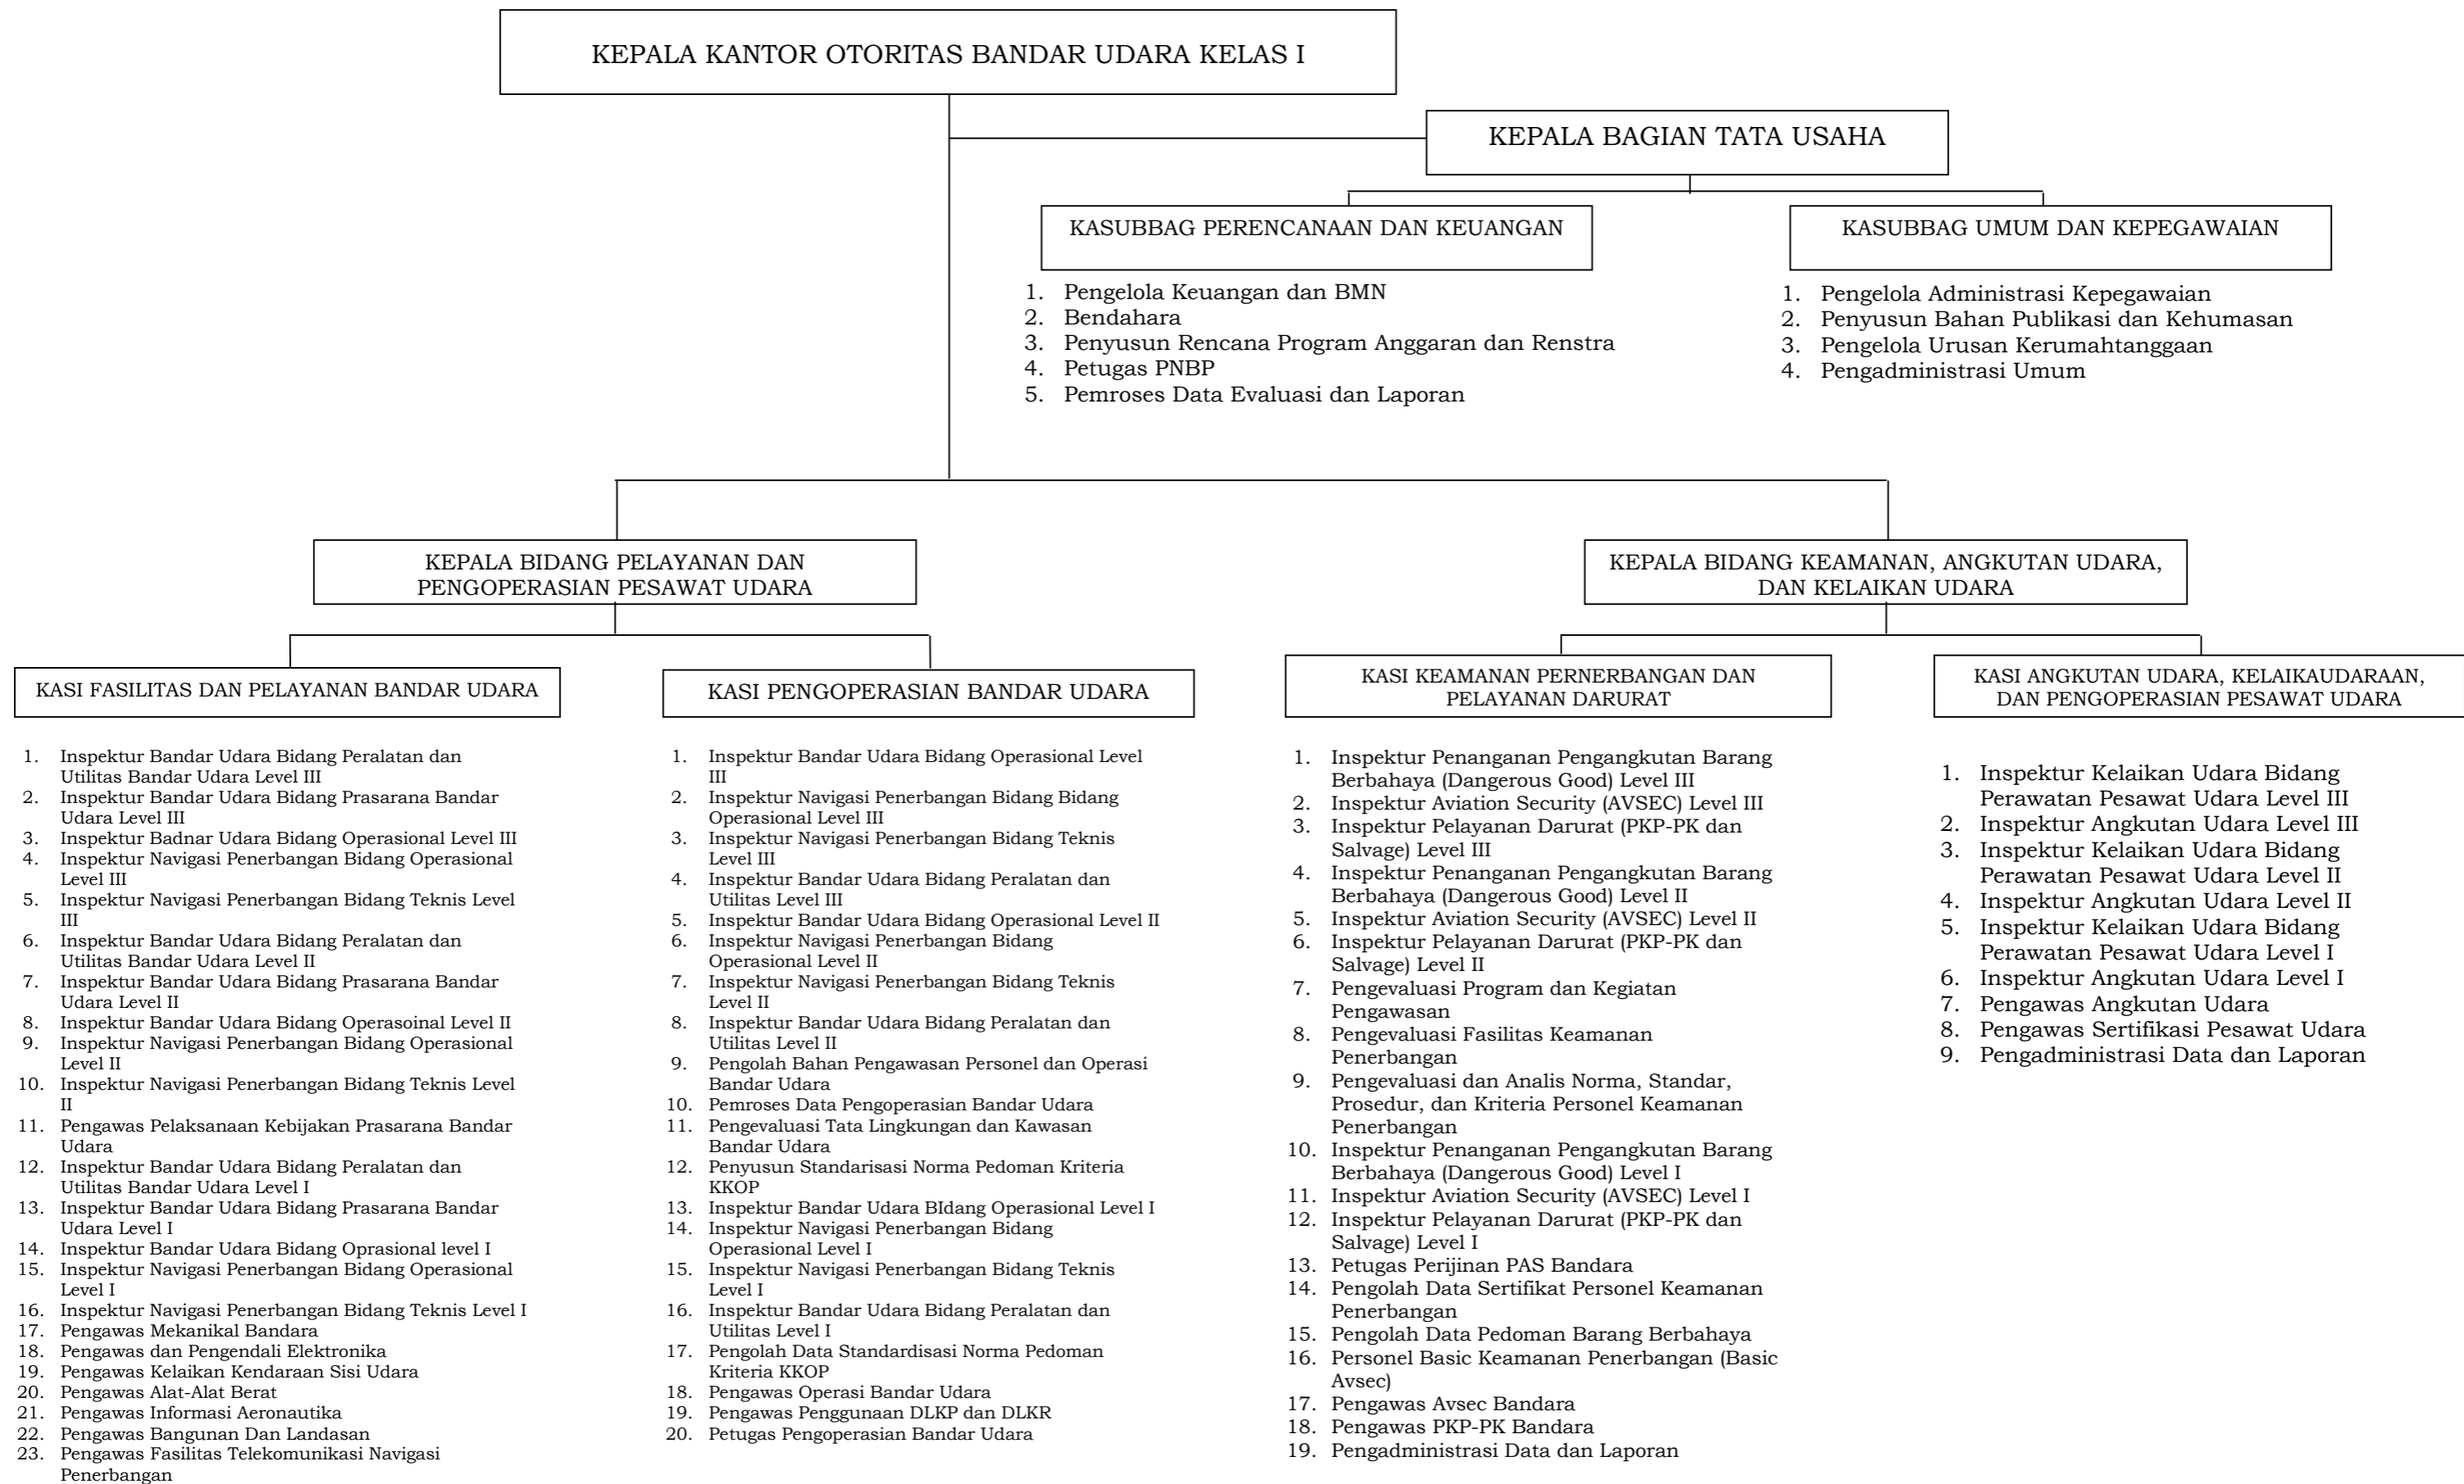 KEPALA KANTOR OTORITAS BANDAR UDARA KELAS I
KEPALA BAGIAN TATA USAHA
KASUBBAG PERENCANAAN DAN KEUANGAN
1. Pengelola Keuangan dan BMN
2. Bendahara
3. Penyusun Rencana Program Anggaran dan Renstra
4. Petugas PNBP
5. Pemroses Data Evaluasi dan Laporan
KASUBBAG UMUM DAN KEPEGAWAIAN
1. Pengelola Administrasi Kepegawaian
2. Penyusun Bahan Publikasi dan Kehumasan
3. Pengelola Urusan Kerumahtanggaan
4. Pengadministrasi Umum
KEPALA BIDANG PELAYANAN DAN
PENGOPERASIAN PESAWAT UDARA
KEPALA BIDANG KEAMANAN, ANGKUTAN UDARA,
DAN KELAIKAN UDARA
KASI FASILITAS DAN PELAYANAN BANDAR UDARA
1. Inspektur Bandar Udara Bidang Peralatan dan
Utilitas Bandar Udara Level III
2. Inspektur Bandar Udara Bidang Prasarana Bandar
Udara Level III
3. Inspektur Badnar Udara Bidang Operasional Level III
4. Inspektur Navigasi Penerbangan Bidang Operasional
Level III
5. Inspektur Navigasi Penerbangan Bidang Teknis Level
III
6. Inspektur Bandar Udara Bidang Peralatan dan
Utilitas Bandar Udara Level II
7. Inspektur Bandar Udara Bidang Prasarana Bandar
Udara Level II
8. Inspektur Bandar Udara Bidang Operasoinal Level II
9. Inspektur Navigasi Penerbangan Bidang Operasional
Level II
10. Inspektur Navigasi Penerbangan Bidang Teknis Level
II
11. Pengawas Pelaksanaan Kebijakan Prasarana Bandar
Udara
12. Inspektur Bandar Udara Bidang Peralatan dan
Utilitas Bandar Udara Level I
13. Inspektur Bandar Udara Bidang Prasarana Bandar
Udara Level I
14. Inspektur Bandar Udara Bidang Oprasional level I
15. Inspektur Navigasi Penerbangan Bidang Operasional
Level I
16. Inspektur Navigasi Penerbangan Bidang Teknis Level I
17. Pengawas Mekanikal Bandara
18. Pengawas dan Pengendali Elektronika
19. Pengawas Kelaikan Kendaraan Sisi Udara
20. Pengawas Alat-Alat Berat
21. Pengawas Informasi Aeronautika
22. Pengawas Bangunan Dan Landasan
23. Pengawas Fasilitas Telekomunikasi Navigasi
Penerbangan
KASI PENGOPERASIAN BANDAR UDARA
1. Inspektur Bandar Udara Bidang Operasional Level
III
2. Inspektur Navigasi Penerbangan Bidang Bidang
Operasional Level III
3. Inspektur Navigasi Penerbangan Bidang Teknis
Level III
4. Inspektur Bandar Udara Bidang Peralatan dan
Utilitas Level III
5. Inspektur Bandar Udara Bidang Operasional Level II
6. Inspektur Navigasi Penerbangan Bidang
Operasional Level II
7. Inspektur Navigasi Penerbangan Bidang Teknis
Level II
8. Inspektur Bandar Udara Bidang Peralatan dan
Utilitas Level II
9. Pengolah Bahan Pengawasan Personel dan Operasi
Bandar Udara
10. Pemroses Data Pengoperasian Bandar Udara
11. Pengevaluasi Tata Lingkungan dan Kawasan
Bandar Udara
12. Penyusun Standarisasi Norma Pedoman Kriteria
KKOP
13. Inspektur Bandar Udara BIdang Operasional Level I
14. Inspektur Navigasi Penerbangan Bidang
Operasional Level I
15. Inspektur Navigasi Penerbangan Bidang Teknis
Level I
16. Inspektur Bandar Udara Bidang Peralatan dan
Utilitas Level I
17. Pengolah Data Standardisasi Norma Pedoman
Kriteria KKOP
18. Pengawas Operasi Bandar Udara
19. Pengawas Penggunaan DLKP dan DLKR
20. Petugas Pengoperasian Bandar Udara
KASI KEAMANAN PERNERBANGAN DAN
PELAYANAN DARURAT
1. Inspektur Penanganan Pengangkutan Barang
Berbahaya (Dangerous Good) Level III
2. Inspektur Aviation Security (AVSEC) Level III
3. Inspektur Pelayanan Darurat (PKP-PK dan
Salvage) Level III
4. Inspektur Penanganan Pengangkutan Barang
Berbahaya (Dangerous Good) Level II
5. Inspektur Aviation Security (AVSEC) Level II
6. Inspektur Pelayanan Darurat (PKP-PK dan
Salvage) Level II
7. Pengevaluasi Program dan Kegiatan
Pengawasan
8. Pengevaluasi Fasilitas Keamanan
Penerbangan
9. Pengevaluasi dan Analis Norma, Standar,
Prosedur, dan Kriteria Personel Keamanan
Penerbangan
10. Inspektur Penanganan Pengangkutan Barang
Berbahaya (Dangerous Good) Level I
11. Inspektur Aviation Security (AVSEC) Level I
12. Inspektur Pelayanan Darurat (PKP-PK dan
Salvage) Level I
13. Petugas Perijinan PAS Bandara
14. Pengolah Data Sertifikat Personel Keamanan
Penerbangan
15. Pengolah Data Pedoman Barang Berbahaya
16. Personel Basic Keamanan Penerbangan (Basic
Avsec)
17. Pengawas Avsec Bandara
18. Pengawas PKP-PK Bandara
19. Pengadministrasi Data dan Laporan
KASI ANGKUTAN UDARA, KELAIKAUDARAAN,
DAN PENGOPERASIAN PESAWAT UDARA
1. Inspektur Kelaikan Udara Bidang
Perawatan Pesawat Udara Level III
2. Inspektur Angkutan Udara Level III
3. Inspektur Kelaikan Udara Bidang
Perawatan Pesawat Udara Level II
4. Inspektur Angkutan Udara Level II
5. Inspektur Kelaikan Udara Bidang
Perawatan Pesawat Udara Level I
6. Inspektur Angkutan Udara Level I
7. Pengawas Angkutan Udara
8. Pengawas Sertifikasi Pesawat Udara
9. Pengadministrasi Data dan Laporan